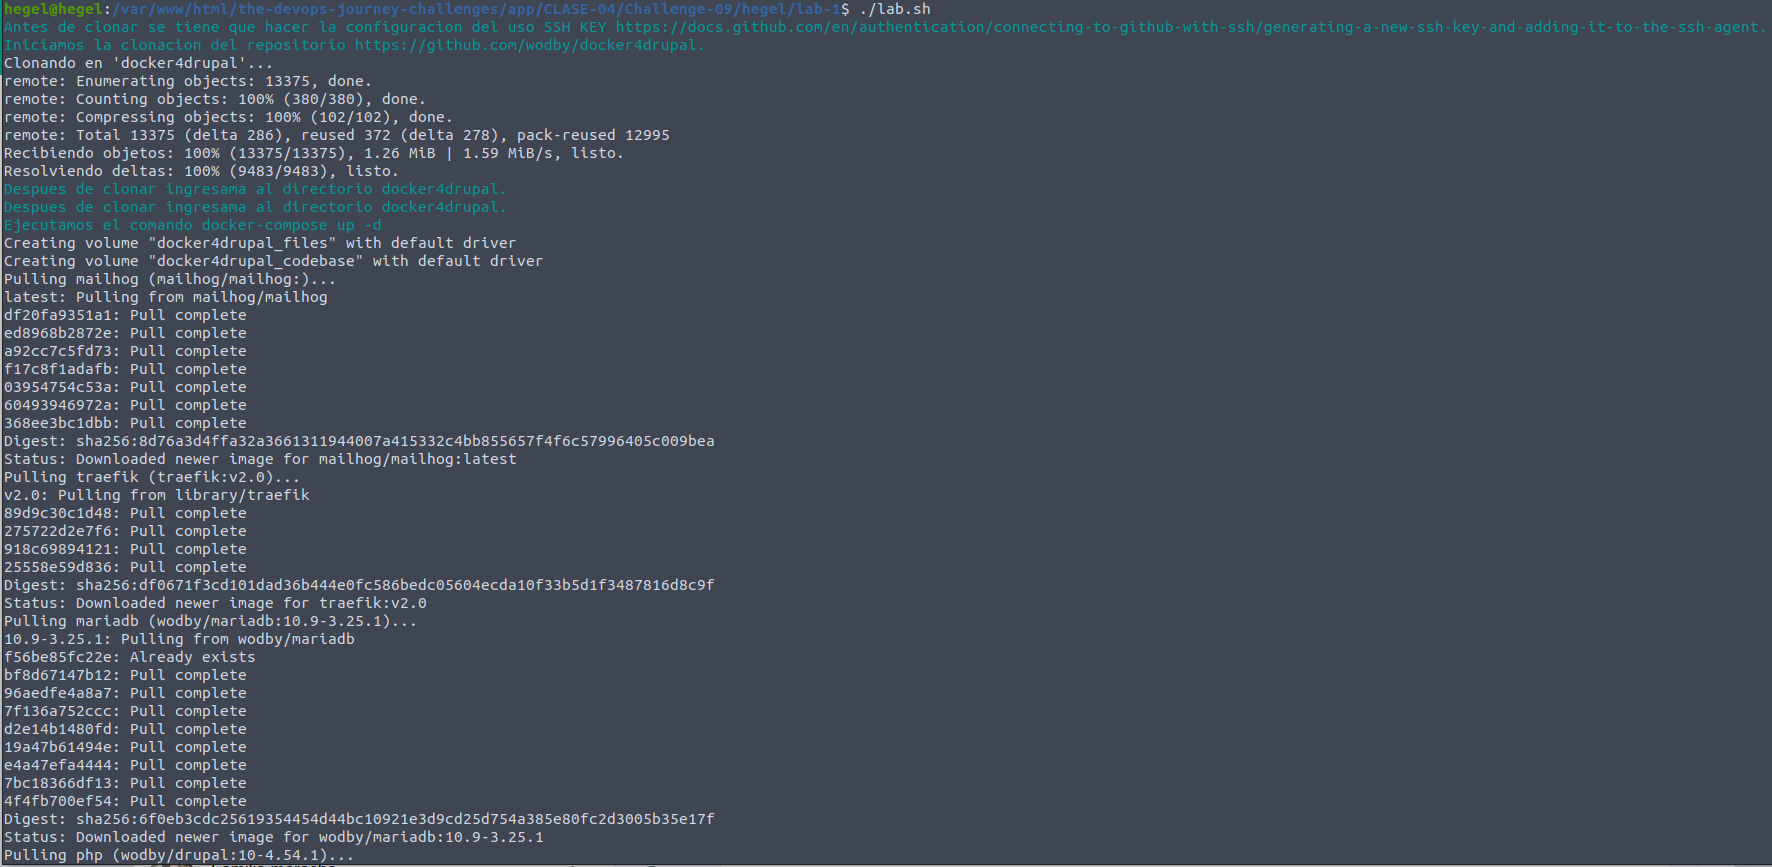 hegel@hegel:/var/www/html/the-devops-journey-challenges/app/CLASE-04/Challenge-09/hegel/lab-1$ ./lab.sh
Antes de clonar se tiene que hacer la configuracion del uso SSH KEY https://docs.github.com/en/authentication/connecting-to-github-with-ssh/generating-a-new-ssh-key-and-adding-it-to-the-ssh-agent.
Iniciamos la clonacion del repositorio https://github.com/wodby/docker4drupal.
Clonando en 'docker4drupal'...
remote: Enumerating objects: 13375, done.
remote: Counting objects: 100% (380/380), done.
remote: Compressing objects: 100% (102/102), done.
remote: Total 13375 (delta 286), reused 372 (delta 278), pack-reused 12995
Recibiendo objetos: 100% (13375/13375), 1.26 MiB | 1.59 MiB/s, listo.
Resolviendo deltas: 100% (9483/9483), listo.
Despues de clonar ingresama al directorio docker4drupal.
Despues de clonar ingresama al directorio docker4drupal.
Ejecutamos el comando docker-compose up -d
Creating volume "docker4drupal_files" with default driver
Creating volume "docker4drupal_codebase" with default driver
Pulling mailhog (mailhog/mailhog:)...
latest: Pulling from mailhog/mailhog
df20fa9351a1: Pull complete
ed8968b2872e: Pull complete
a92cc7c5fd73: Pull complete
f17c8f1adafb: Pull complete
03954754c53a: Pull complete
60493946972a: Pull complete
368ee3bc1dbb: Pull complete
Digest: sha256:8d76a3d4ffa32a3661311944007a415332c4bb855657f4f6c57996405c009bea
Status: Downloaded newer image for mailhog/mailhog:latest
Pulling traefik (traefik:v2.0)...
v2.0: Pulling from library/traefik
89d9c30c1d48: Pull complete
275722d2e7f6: Pull complete
918c69894121: Pull complete
25558e59d836: Pull complete
Digest: sha256:df0671f3cd101dad36b444e0fc586bedc05604ecda10f33b5d1f3487816d8c9f
Status: Downloaded newer image for traefik:v2.0
Pulling mariadb (wodby/mariadb:10.9-3.25.1)...
10.9-3.25.1: Pulling from wodby/mariadb
f56be85fc22e: Already exists
bf8d67147b12: Pull complete
96aedfe4a8a7: Pull complete
7f136a752ccc: Pull complete
d2e14b1480fd: Pull complete
19a47b61494e: Pull complete
e4a47efa4444: Pull complete
7bc18366df13: Pull complete
4f4fb700ef54: Pull complete
Digest: sha256:6f0eb3cdc25619354454d44bc10921e3d9cd25d754a385e80fc2d3005b35e17f
Status: Downloaded newer image for wodby/mariadb:10.9-3.25.1
Pulling php (wodby/drupal:10-4.54.1)...